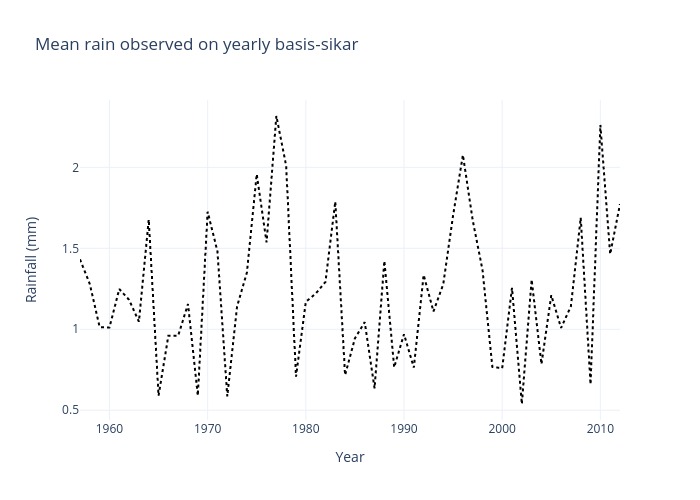 Mean rain observed on yearly basis-sikar
2
1.5
1
0.5
Rainfall (mm)
1960 1970 1980 1990 2000 2010
Year